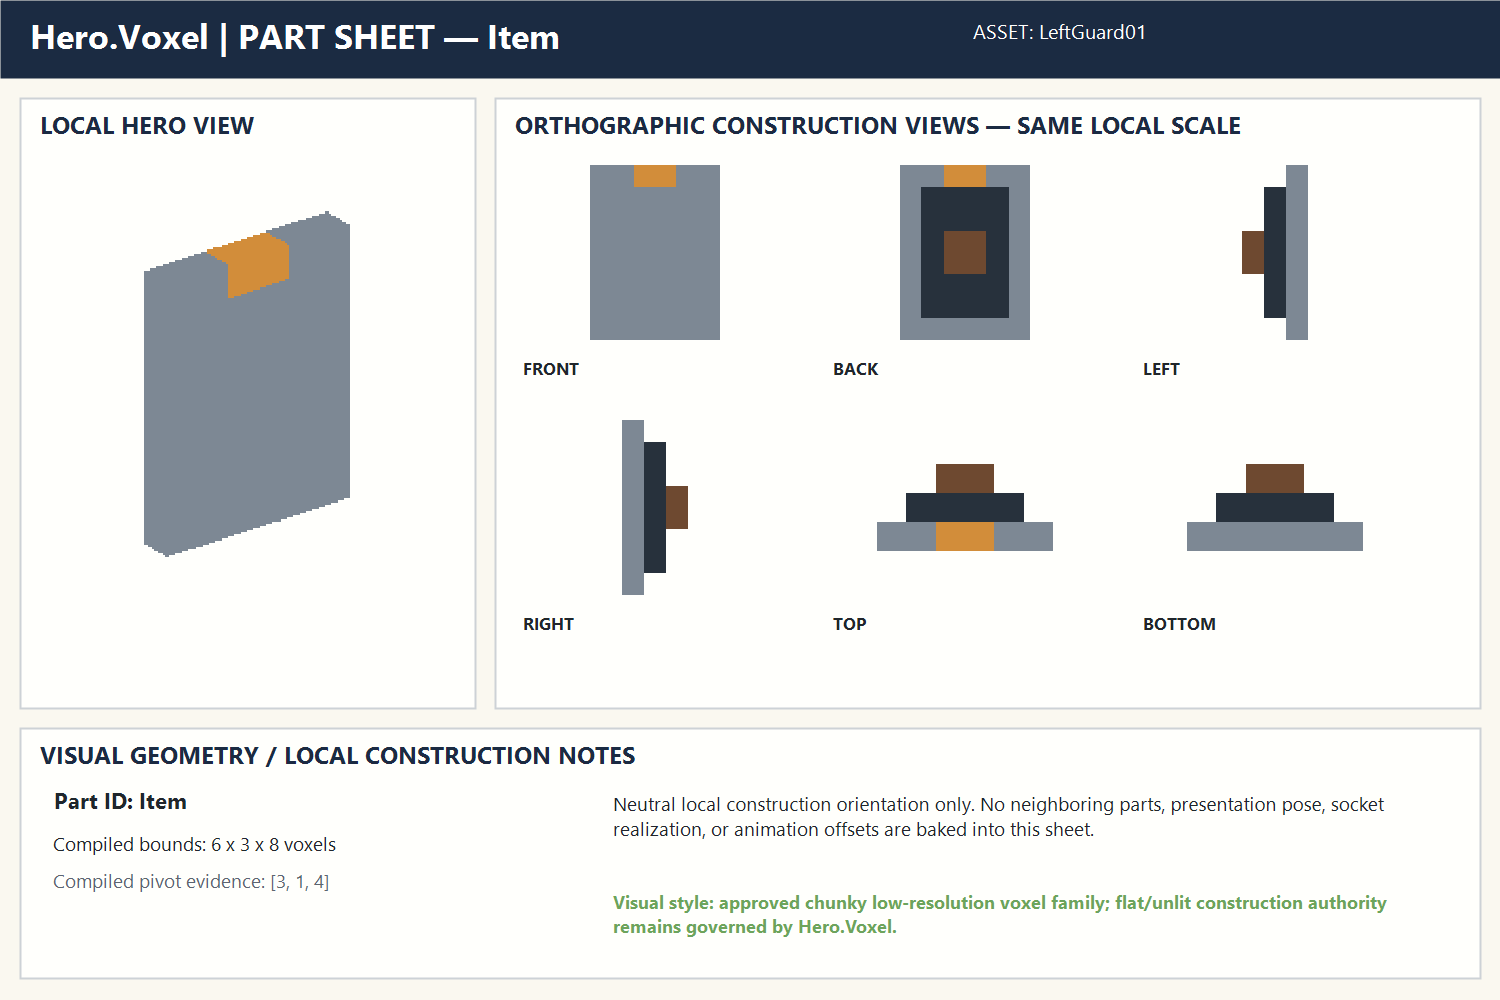 Hero.Voxel | PART SHEET — Item
ASSET: LeftGuard01
LOCAL HERO VIEW
ORTHOGRAPHIC CONSTRUCTION VIEWS — SAME LOCAL SCALE
FRONT
BACK
LEFT
RIGHT
TOP
BOTTOM
VISUAL GEOMETRY / LOCAL CONSTRUCTION NOTES
Part ID: Item
Compiled bounds: 6 x 3 x 8 voxels
Compiled pivot evidence: [3, 1, 4]
Neutral local construction orientation only. No neighboring parts, presentation pose, socket
realization, or animation offsets are baked into this sheet.
Visual style: approved chunky low-resolution voxel family; flat/unlit construction authority
remains governed by Hero.Voxel.